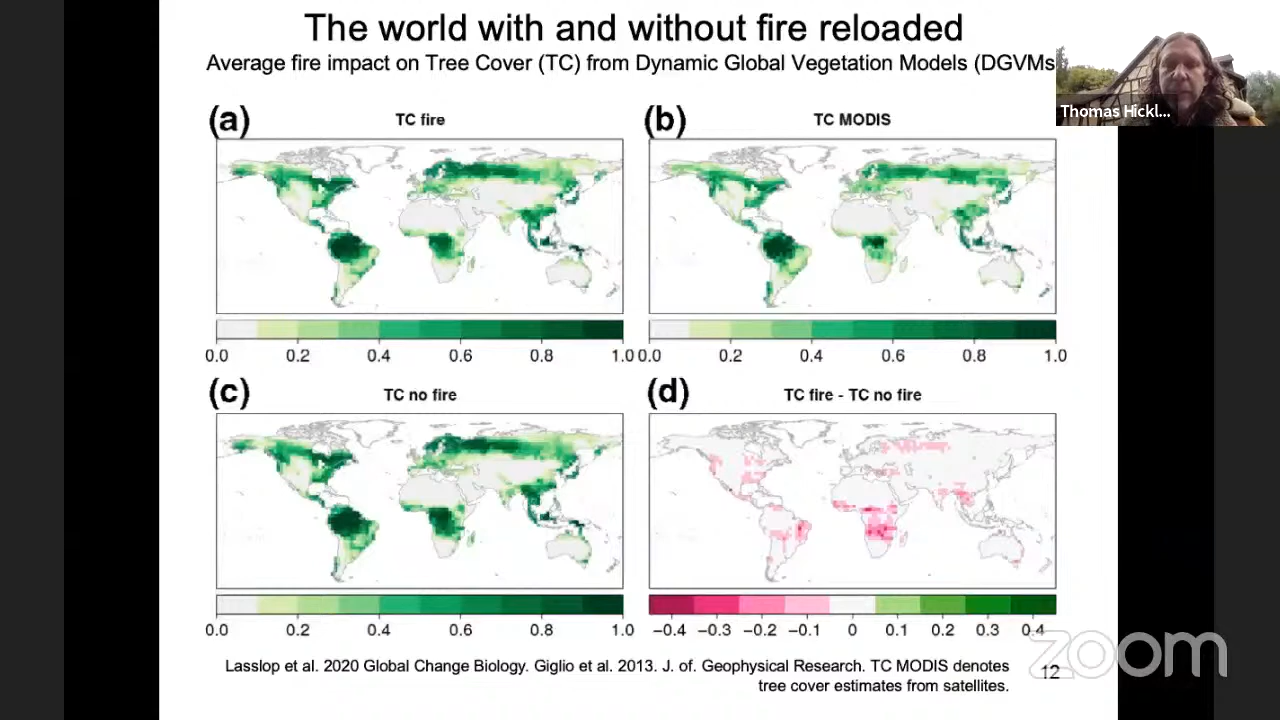 The world with and without fire reloaded
Average fire impact on Tree Cover (TC) from Dynamic Global Vegetation Models (DGVMs
Thomas Hickl...
(a) TC fire
(b) TC MODIS
0.0 0.2 0.4 0.6 0.8 1.0
0.0 0.2 0.4 0.6 0.8 1.0
(c) TC no fire
(d) TC fire - TC no fire
0.0 0.2 0.4 0.6 0.8 1.0
−0.4 −0.3 −0.2 −0.1 0 0.1 0.2 0.3 0.4
Lasslop et al. 2020 Global Change Biology. Giglio et al. 2013. J. of. Geophysical Research. TC MODIS denotes
tree cover estimates from satellites.
12
zoom